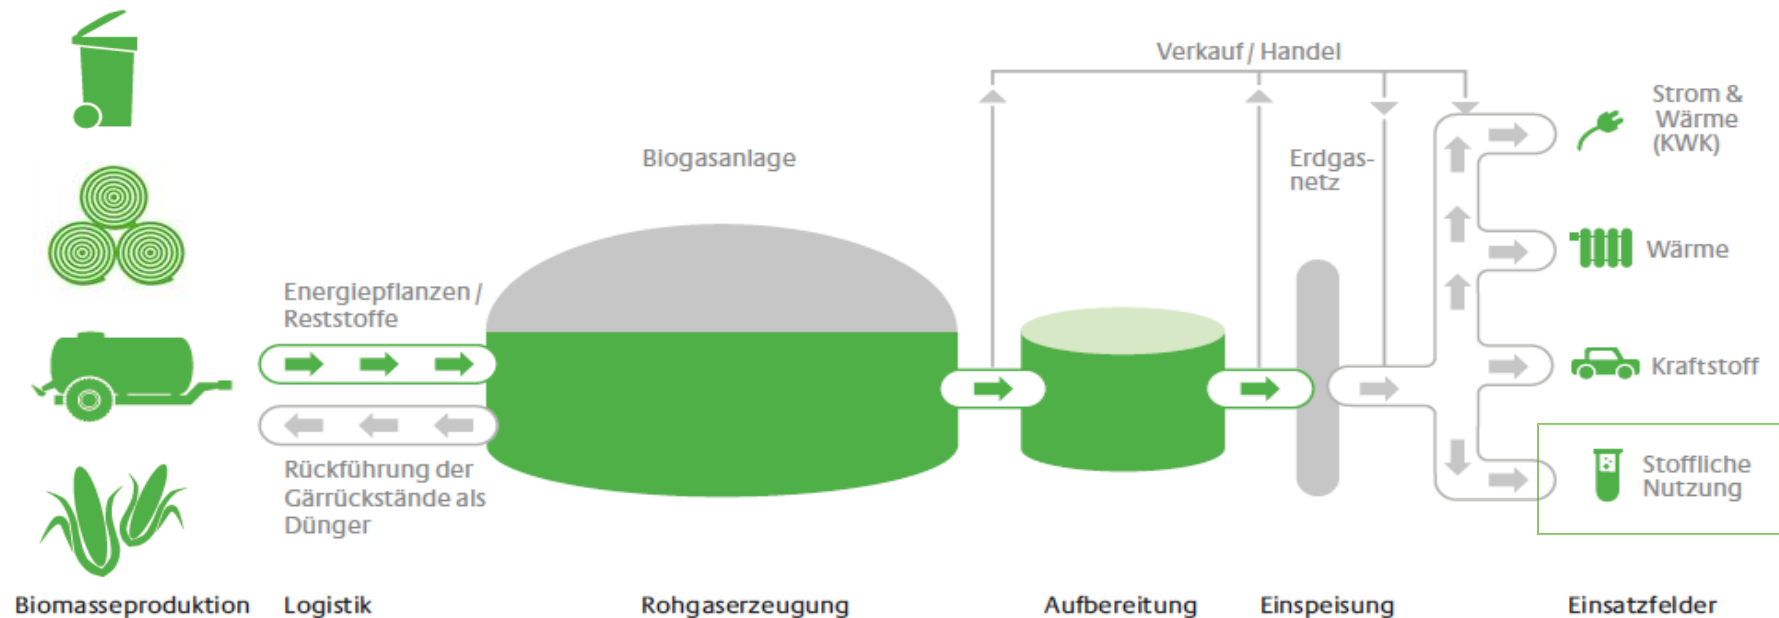 Verkauf / Handel
Biogasanlage
Erdgas-
netz
Strom &
Wärme
(KWK)
Wärme
Kraftstoff
Stoffliche
Nutzung
Energiepflanzen /
Reststoffe
Rückführung der
Gärrückstände als
Dünger
Biomasseproduktion
Logistik
Rohgaserzeugung
Aufbereitung
Einspeisung
Einsatzfelder